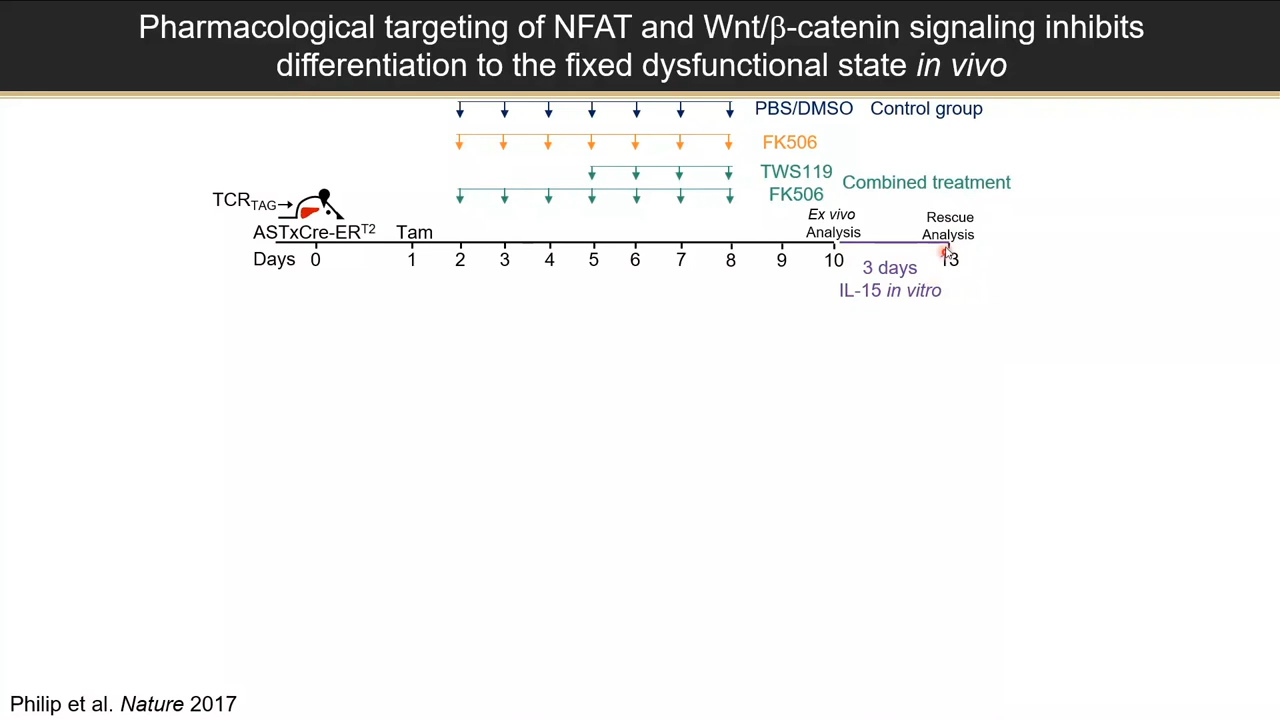 Pharmacological targeting of NFAT and Wnt/β-catenin signaling inhibits
differentiation to the fixed dysfunctional state in vivo
PBS/DMSO Control group
FK506
TWS119
FK506
Combined treatment
TCRTAG
ASTxCre-ERT2
Tam
Ex vivo
Analysis
Rescue
Analysis
Days 0 1 2 3 4 5 6 7 8 9 10 13
3 days
IL-15 in vitro
Philip et al. Nature 2017